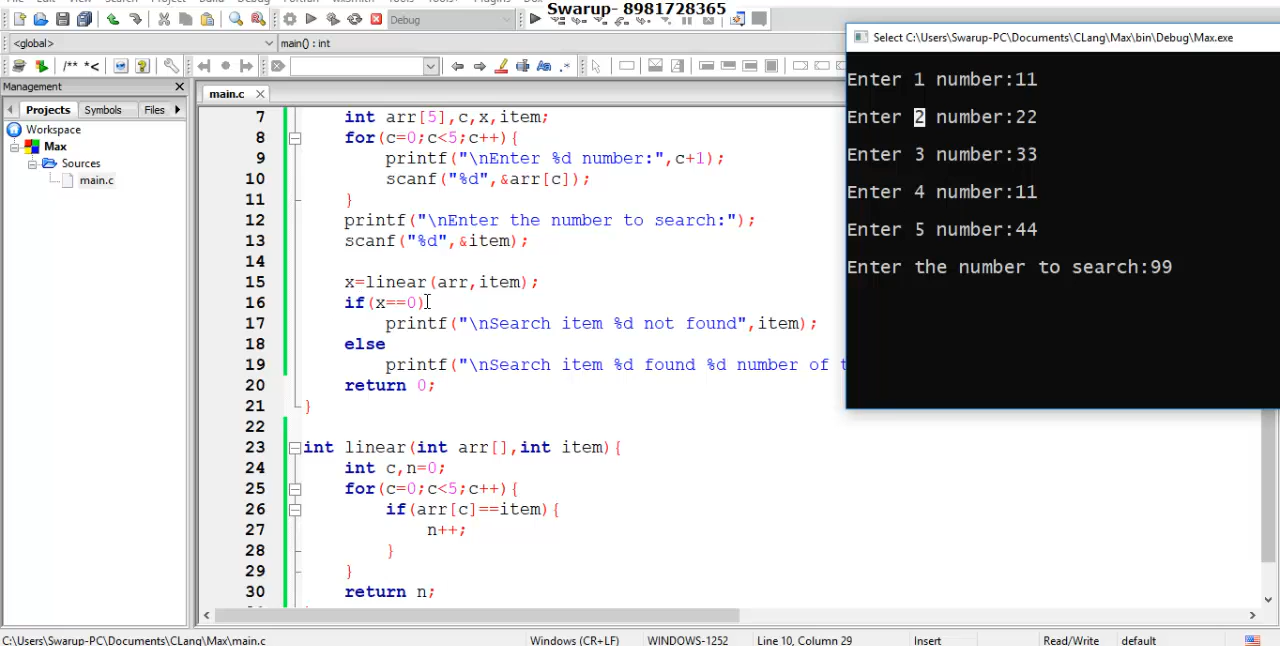 Swarup- 8981728365
Debug
<global>
main() : int
Management
Projects
Symbols
Files
Workspace
Max
Sources
main.c
main.c
7 int arr[5],c,x,item;
8 for(c=0;c<5;c++){
9 printf("\nEnter %d number:",c+1);
10 scanf("%d",&arr[c]);
11 }
12 printf("\nEnter the number to search:");
13 scanf("%d",&item);
14
15 x=linear(arr,item);
16 if(x==0)
17 printf("\nSearch item %d not found",item);
18 else
19 printf("\nSearch item %d found %d number of t
20 return 0;
21 }
22
23 int linear(int arr[],int item){
24 int c,n=0;
25 for(c=0;c<5;c++){
26 if(arr[c]==item){
27 n++;
28 }
29 }
30 return n;
Select C:\Users\Swarup-PC\Documents\CLang\Max\bin\Debug\Max.exe
Enter 1 number:11
Enter 2 number:22
Enter 3 number:33
Enter 4 number:11
Enter 5 number:44
Enter the number to search:99
C:\Users\Swarup-PC\Documents\CLang\Max\main.c
Windows (CR+LF)
WINDOWS-1252
Line 10, Column 29
Insert
Read/Write
default